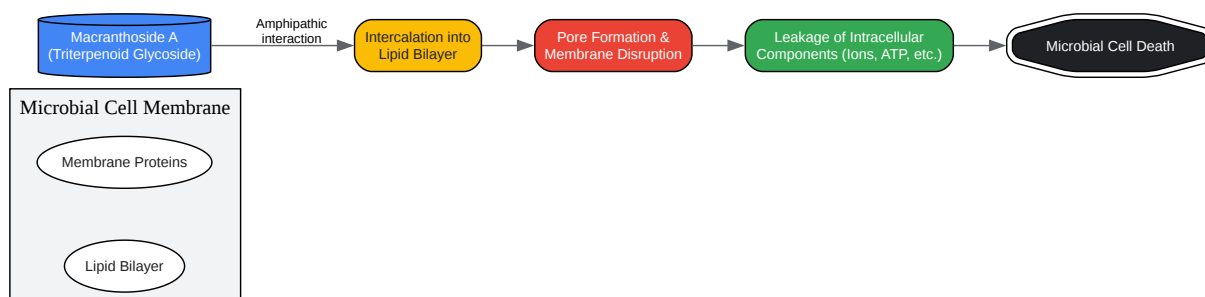 Macranthoside A
(Triterpenoid Glycoside)
Amphipathic
interaction
Intercalation into
Lipid Bilayer
Pore Formation &
Membrane Disruption
Leakage of Intracellular
Components (Ions, ATP, etc.)
Microbial Cell Death
Microbial Cell Membrane
Membrane Proteins
Lipid Bilayer